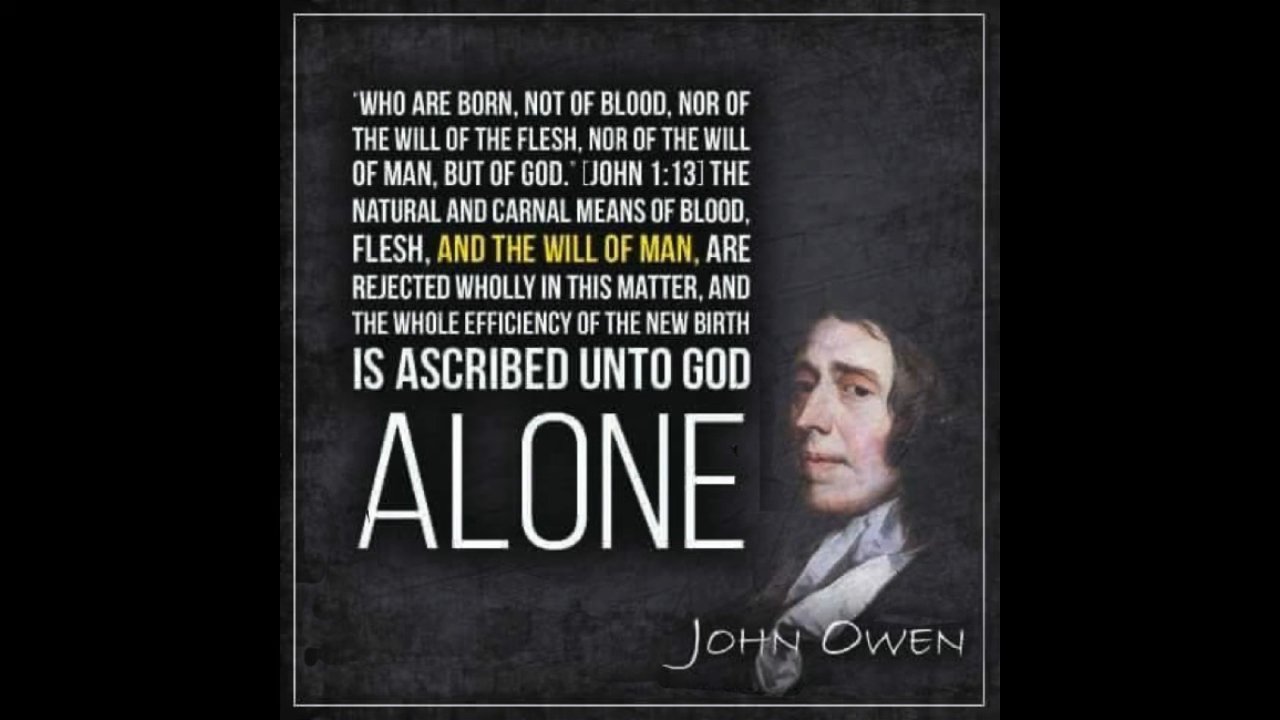 "WHO ARE BORN, NOT OF BLOOD, NOR OF
THE WILL OF THE FLESH, NOR OF THE WILL
OF MAN, BUT OF GOD." [JOHN 1:13] THE
NATURAL AND CARNAL MEANS OF BLOOD,
FLESH, AND THE WILL OF MAN, ARE
REJECTED WHOLLY IN THIS MATTER, AND
THE WHOLE EFFICIENCY OF THE NEW BIRTH
IS ASCRIBED UNTO GOD
ALONE
JOHN OWEN